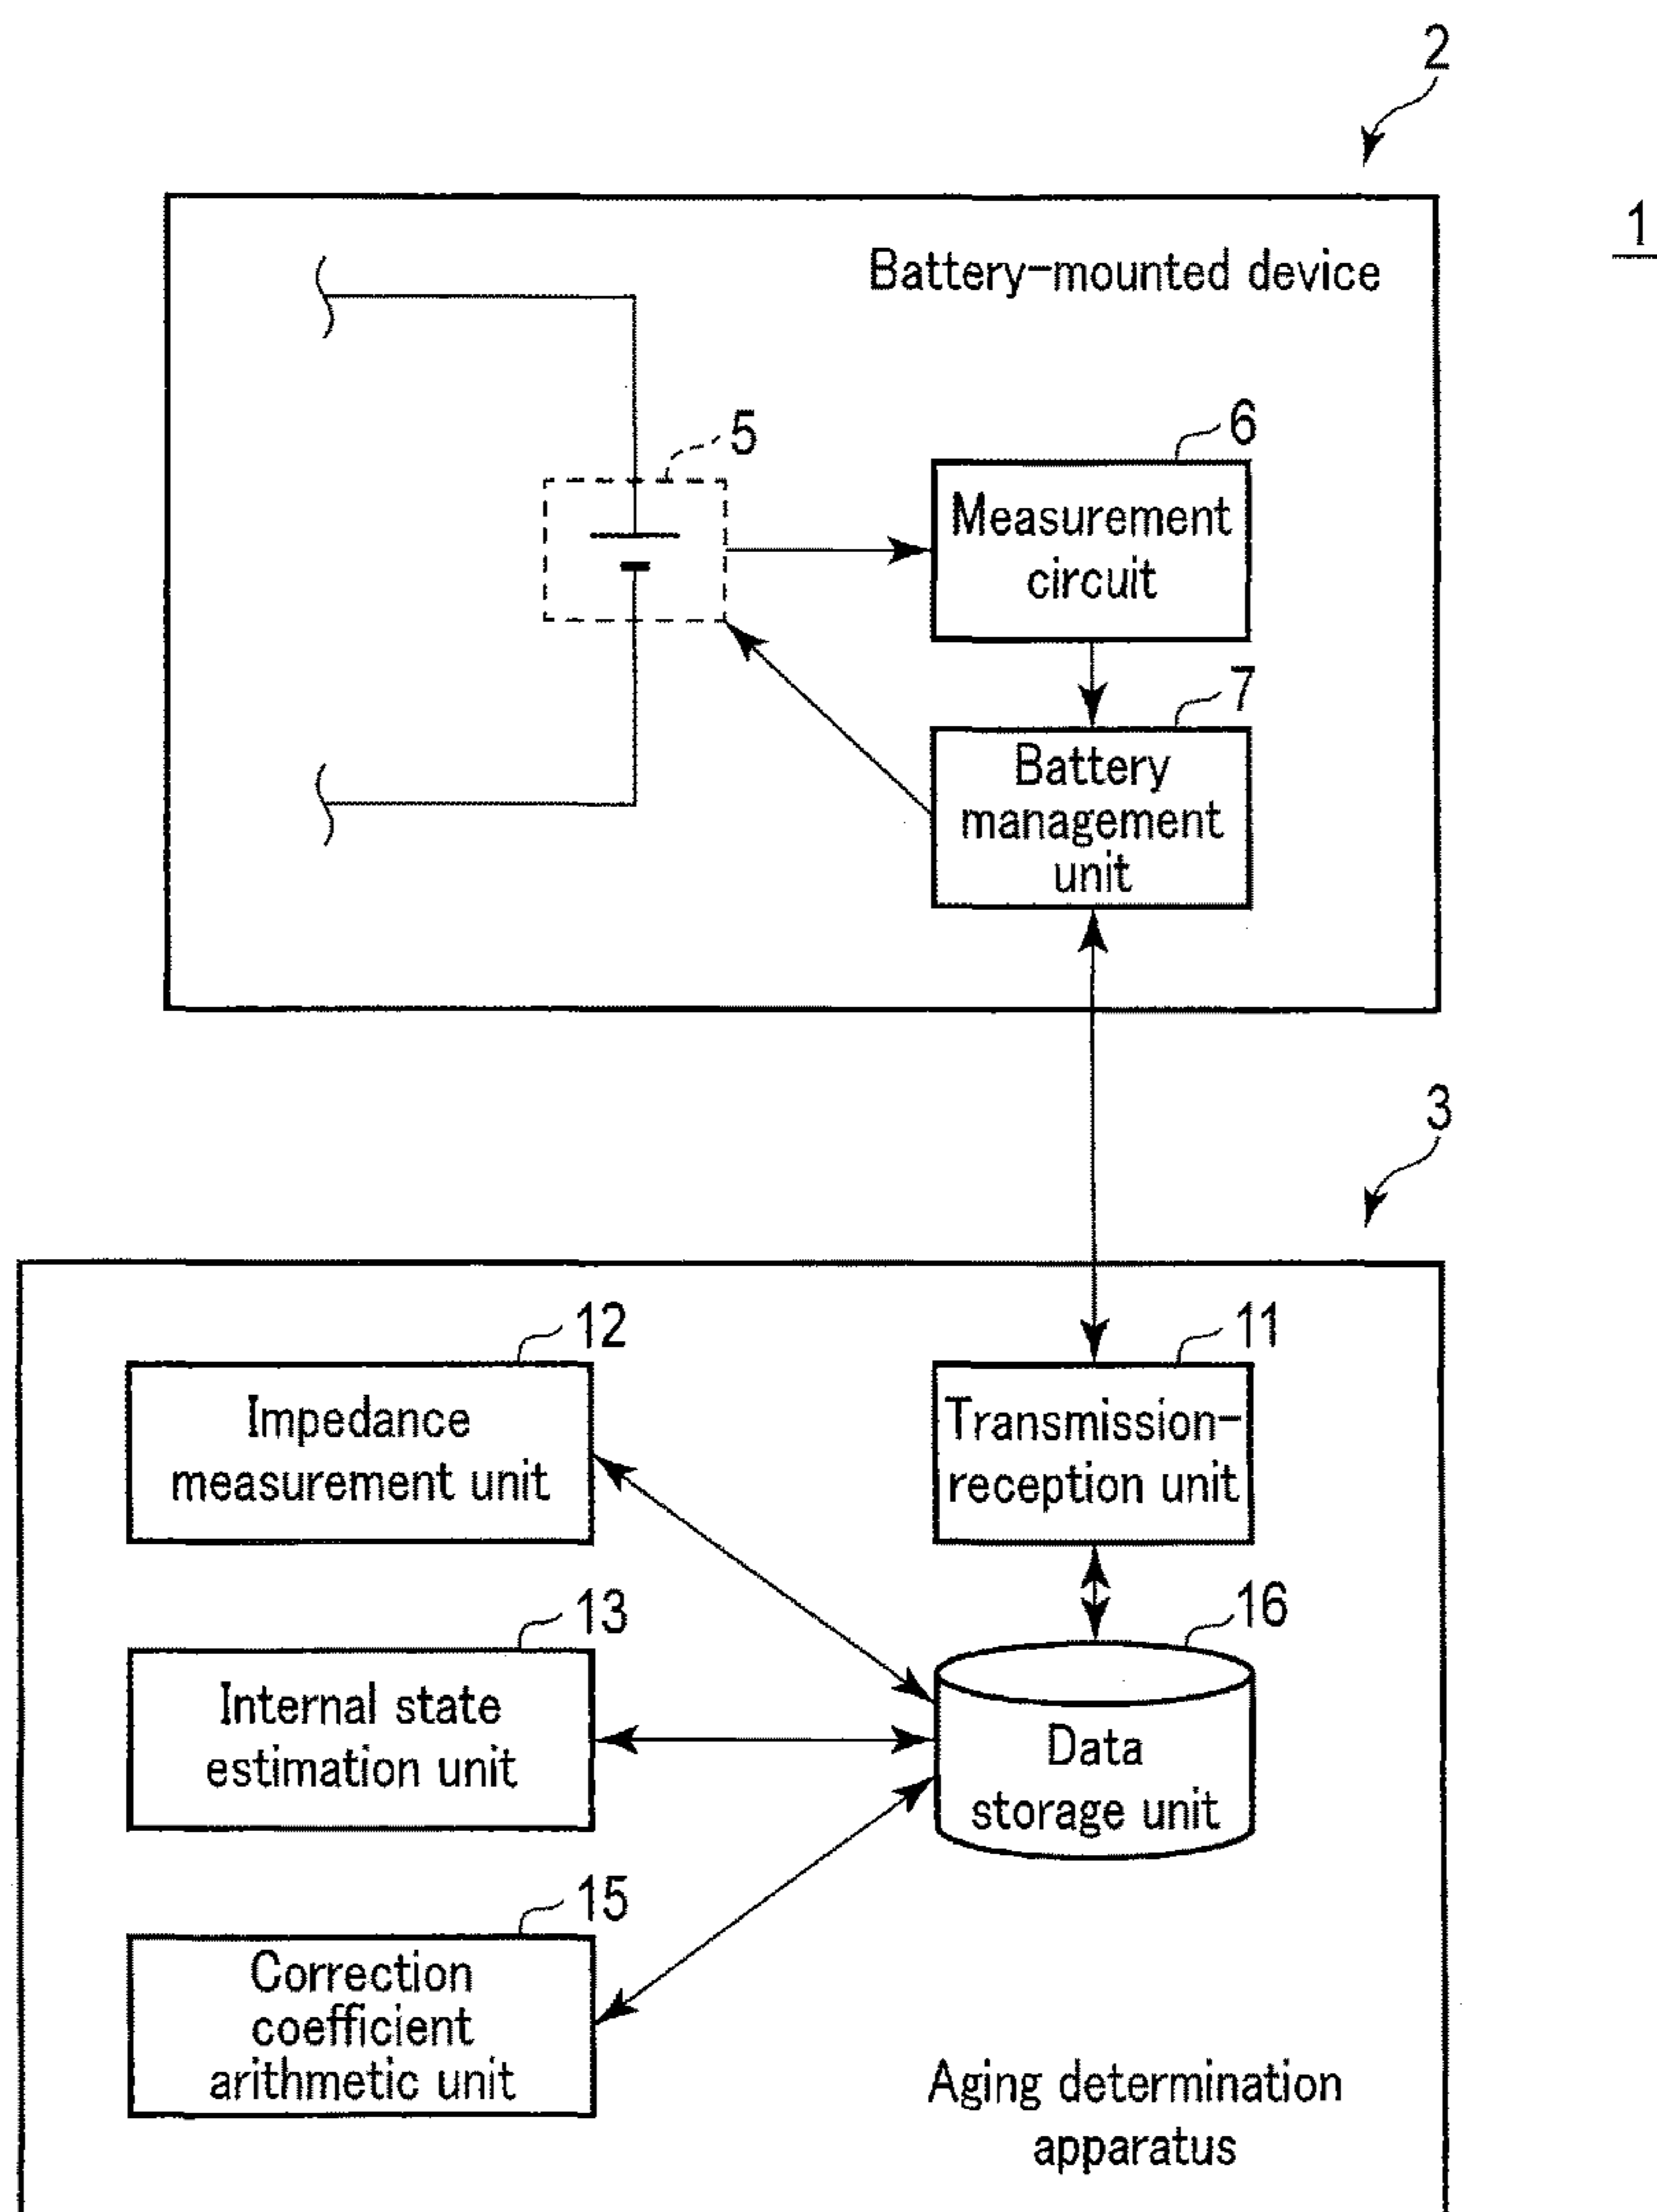 2
1
Battery-mounted device
5
6
Measurement
circuit
7
Battery
management
unit
3
12
11
Impedance
measurement unit
Transmission-
reception unit
13
16
Internal state
estimation unit
Data
storage unit
15
Correction
coefficient
arithmetic unit
Aging determination
apparatus